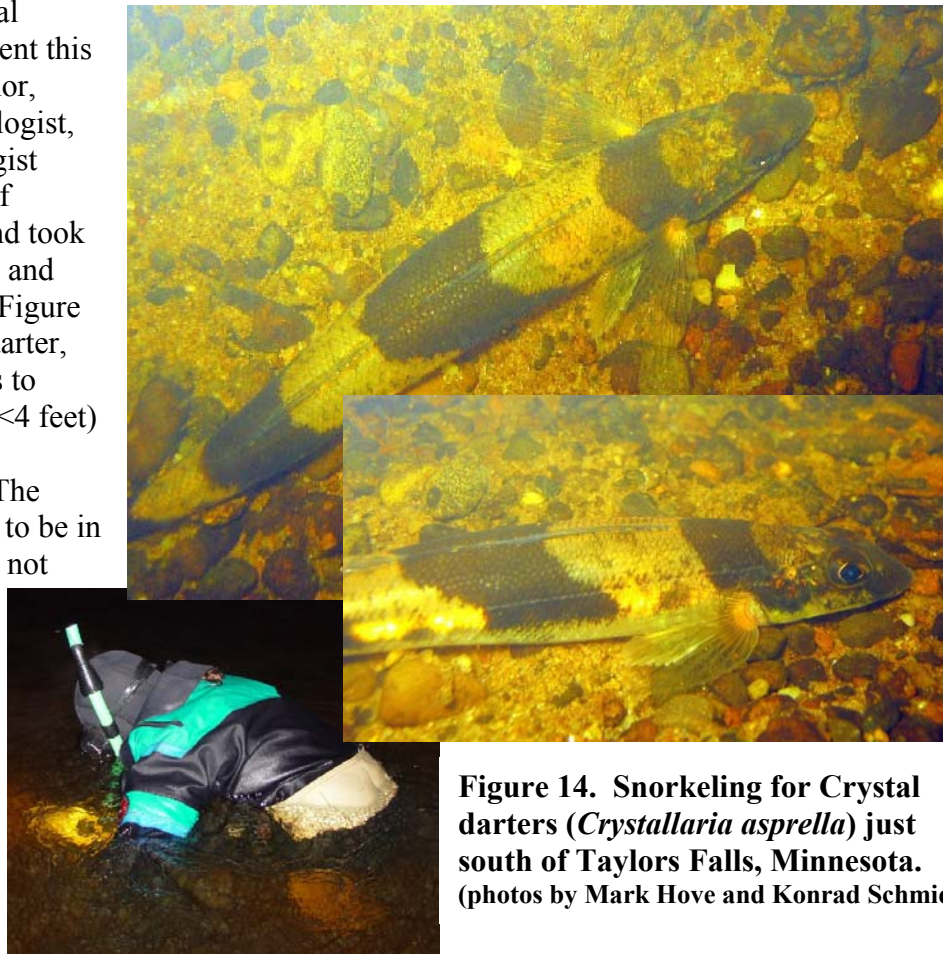 al
ent this
or,
logist,
gist
f
nd took
and
Figure
arter,
s to
<4 feet)
The
to be in
not
Figure 14. Snorkeling for Crystal
darters (Crystallaria asprella) just
south of Taylors Falls, Minnesota.
(photos by Mark Hove and Konrad Schmi